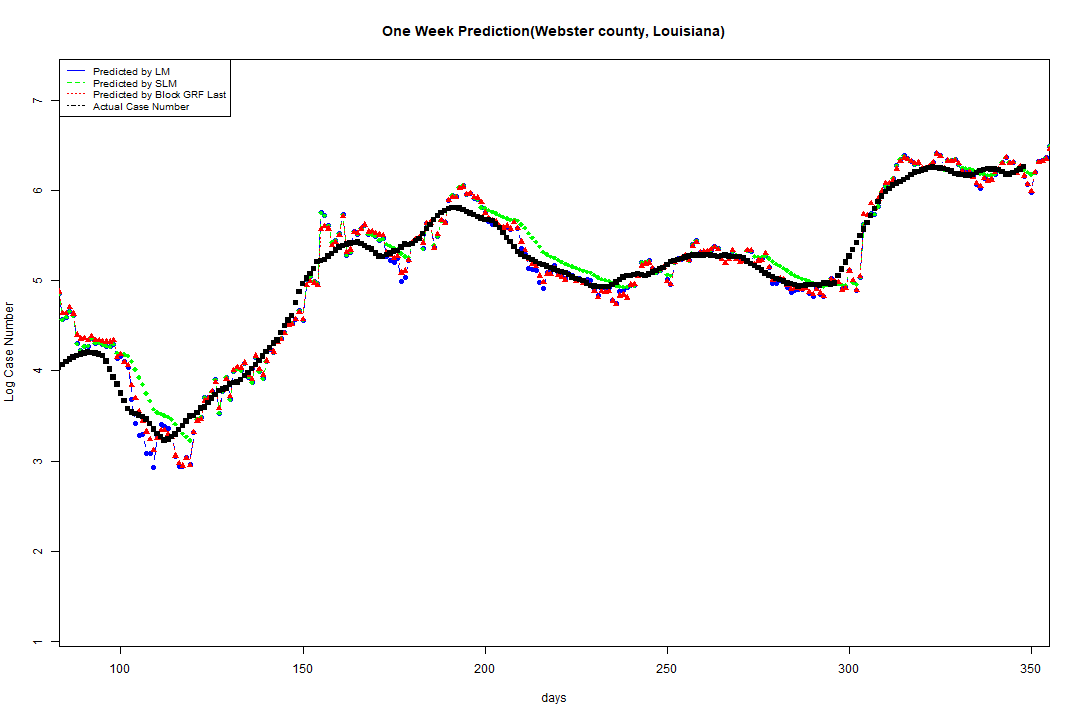 One Week Prediction(Webster county, Louisiana)
Predicted by LM
Predicted by SLM
Predicted by Block GRF Last
Actual Case Number
7
6
5
4
3
2
1
Log Case Number
100 150 200 250 300 350
days